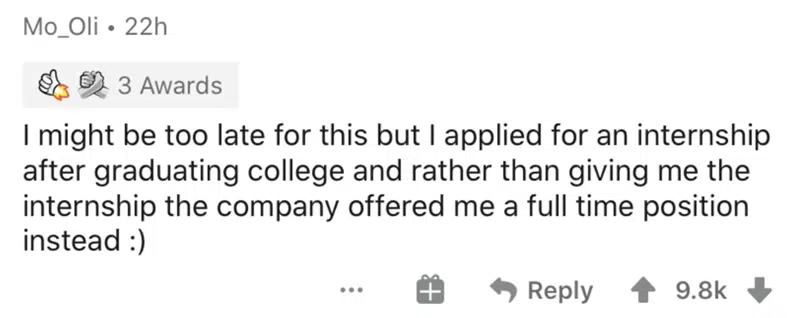 Mo_Oli • 22h
3 Awards
I might be too late for this but I applied for an internship
after graduating college and rather than giving me the
internship the company offered me a full time position
instead :)
... Reply 9.8k